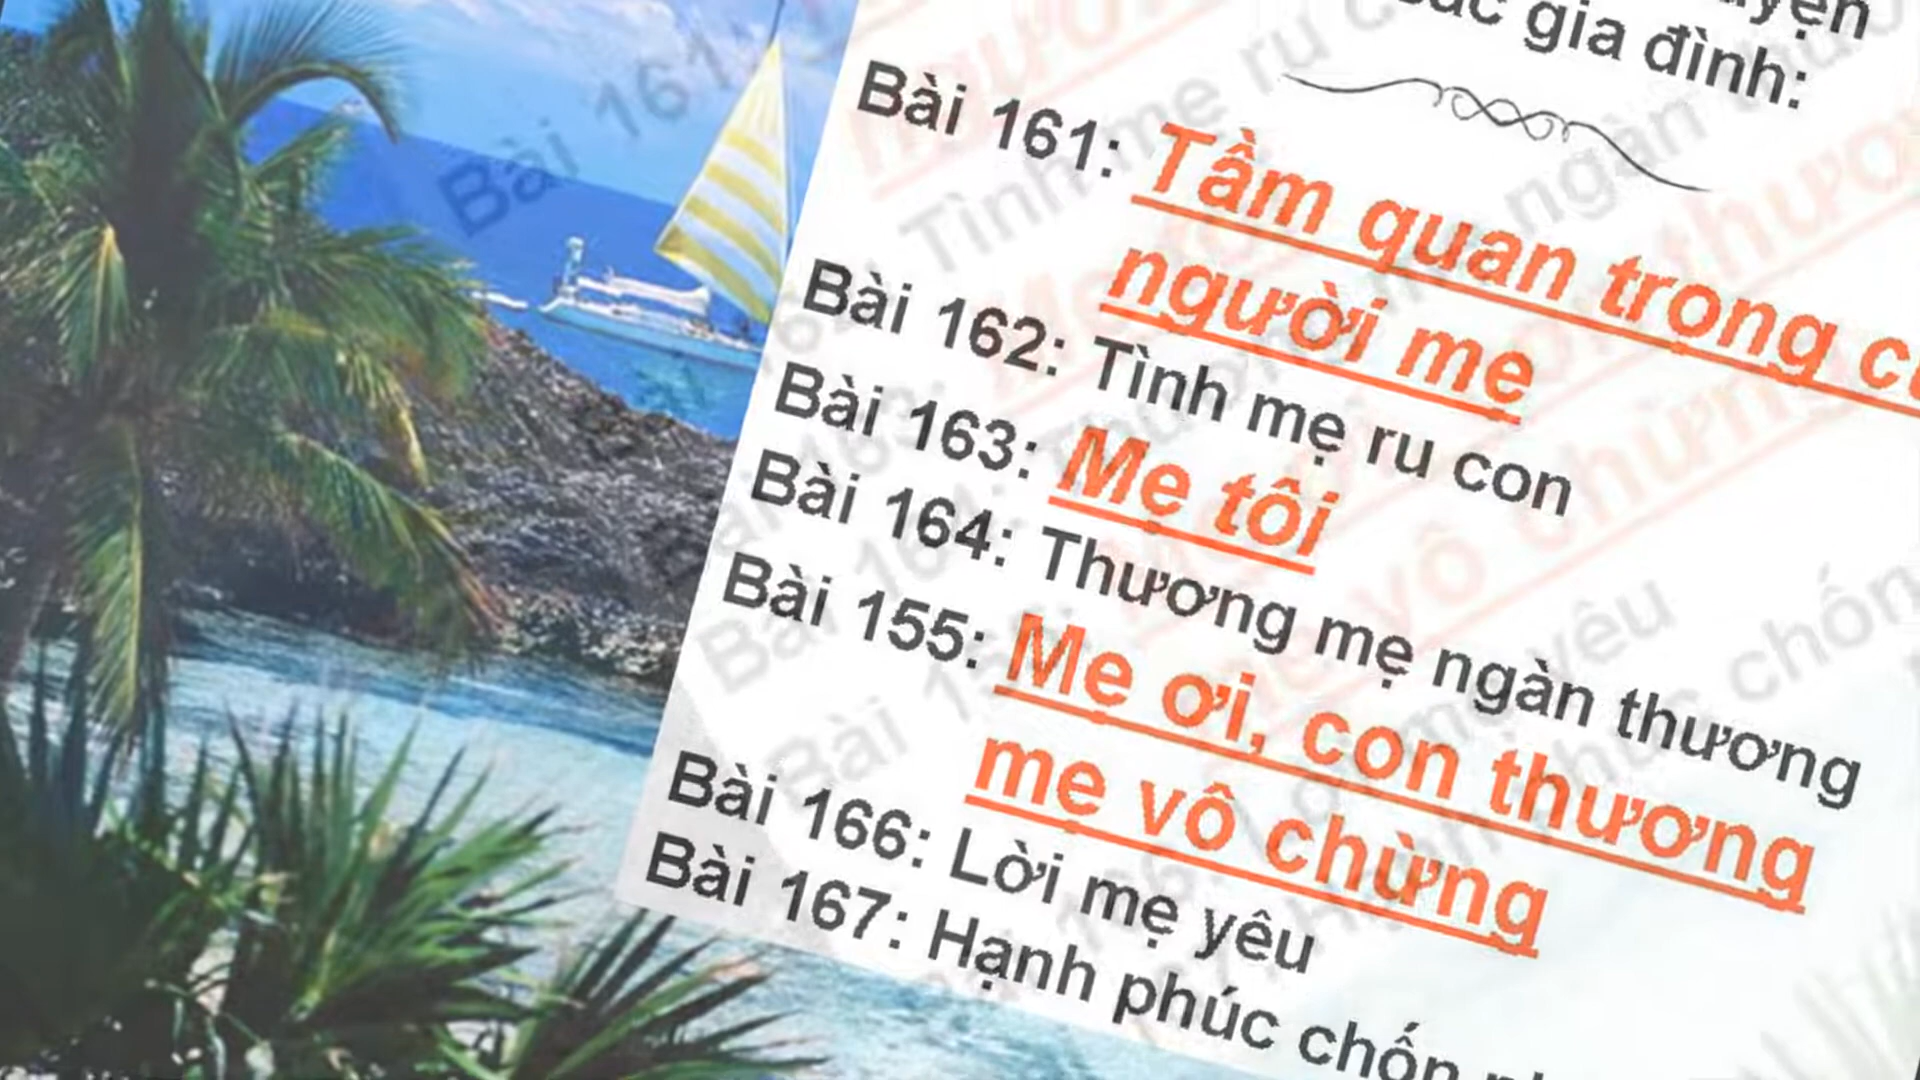 các gia đình:
Bài 161: Tầm quan trọng
người mẹ
Bài 162: Tình mẹ ru con
Bài 163: Mẹ tôi
Bài 164: Thương mẹ ngàn thương
Bài 155: Mẹ ơi, con thương
mẹ vô chừng
Bài 166: Lời mẹ yêu
Bài 167: Hạnh phúc chốn